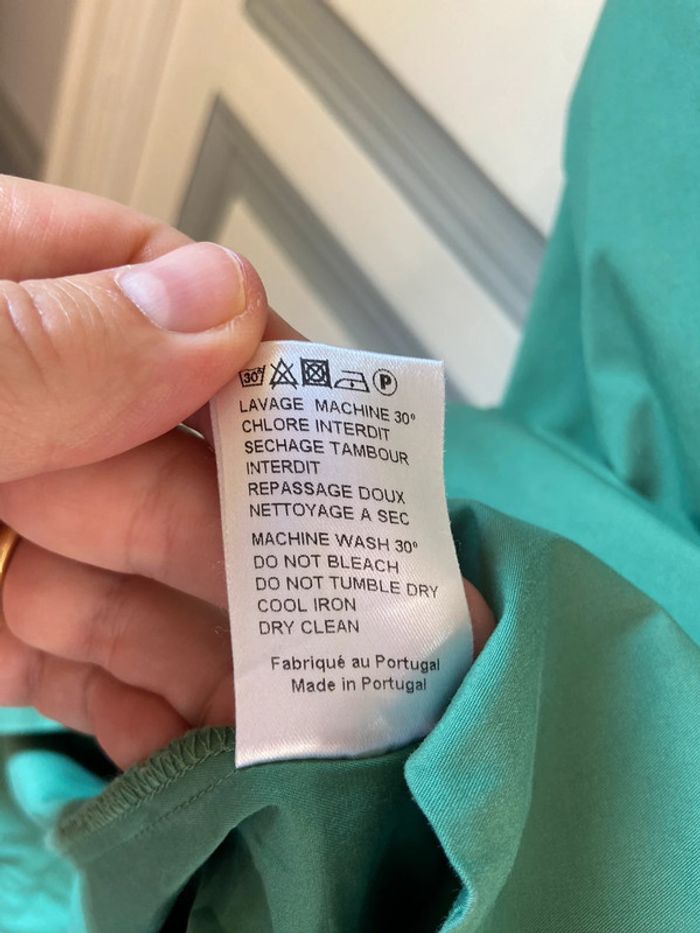 30° P
LAVAGE MACHINE 30°
CHLORE INTERDIT
SECHAGE TAMBOUR
INTERDIT
REPASSAGE DOUX
NETTOYAGE A SEC
MACHINE WASH 30°
DO NOT BLEACH
DO NOT TUMBLE DRY
COOL IRON
DRY CLEAN
Fabriqué au Portugal
Made in Portugal